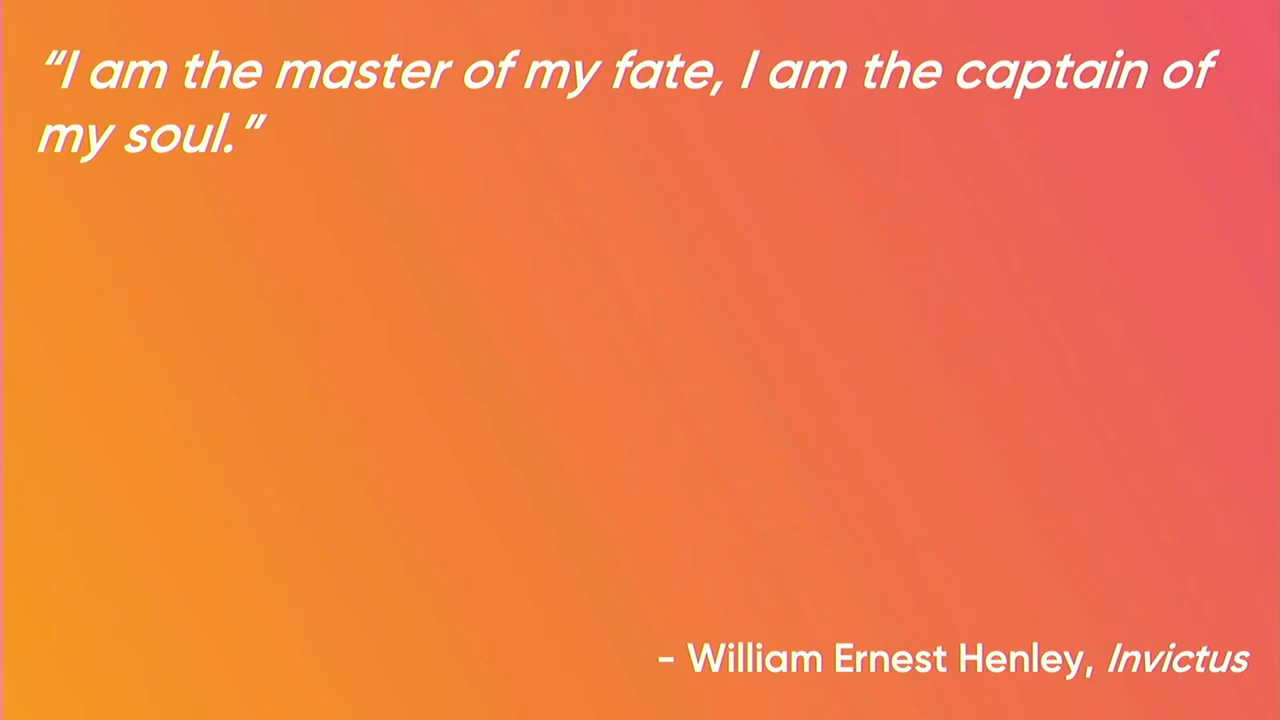 “I am the master of my fate, I am the captain of
my soul.”
– William Ernest Henley, Invictus